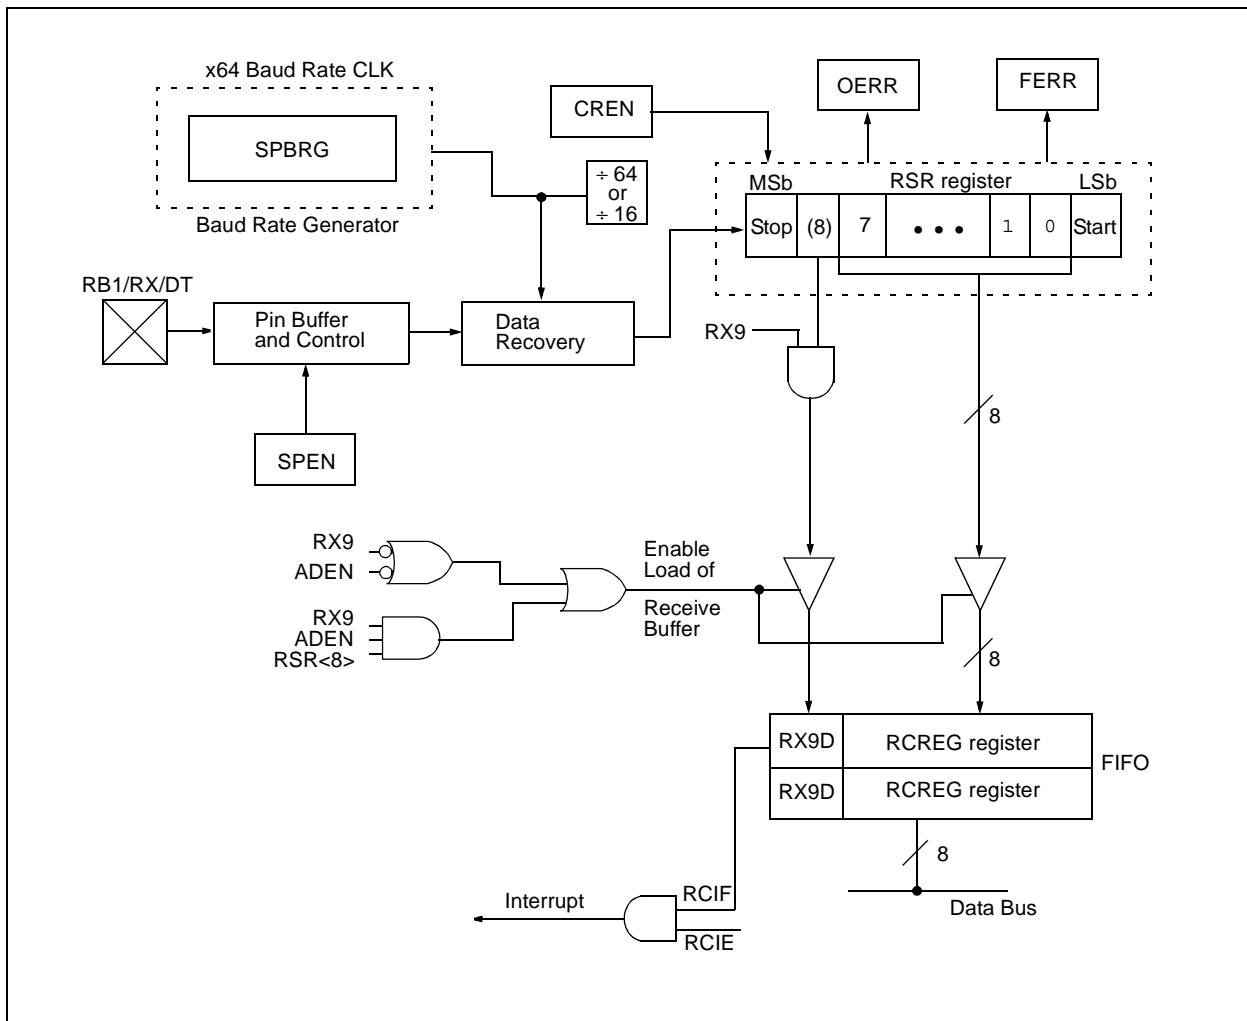 x64 Baud Rate CLK
SPBRG
Baud Rate Generator
CREN
OERR
FERR
÷ 64
or
÷ 16
MSb
RSR register
LSb
Stop
(8)
7
• • •
1
0
Start
RB1/RX/DT
Pin Buffer
and Control
Data
Recovery
RX9
8
SPEN
RX9
ADEN
Enable
Load of
Receive
Buffer
RX9
ADEN
RSR<8>
8
RX9D
RCREG register
FIFO
RX9D
RCREG register
8
Data Bus
Interrupt
RCIF
RCIE